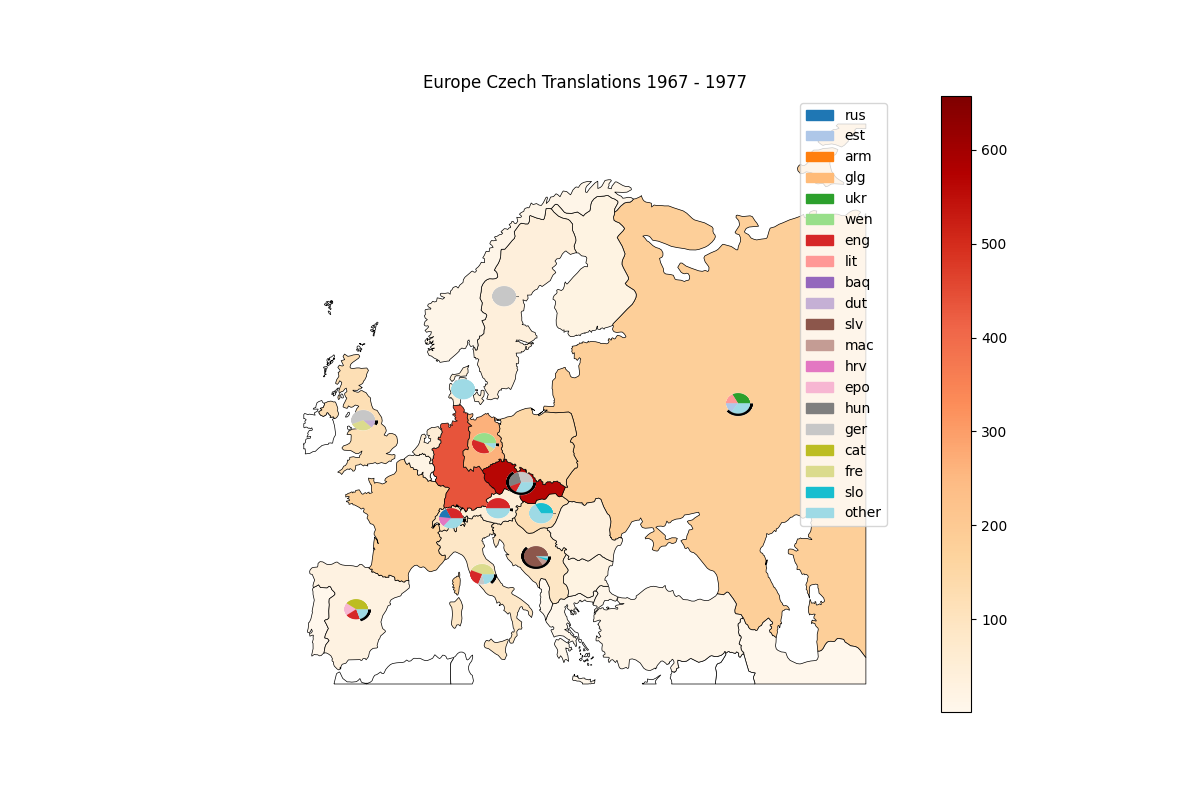 Europe Czech Translations 1967 - 1977
rus
est
arm
glg
ukr
wen
eng
lit
baq
dut
slv
mac
hrv
epo
hun
ger
cat
fre
slo
other
600
500
400
300
200
100